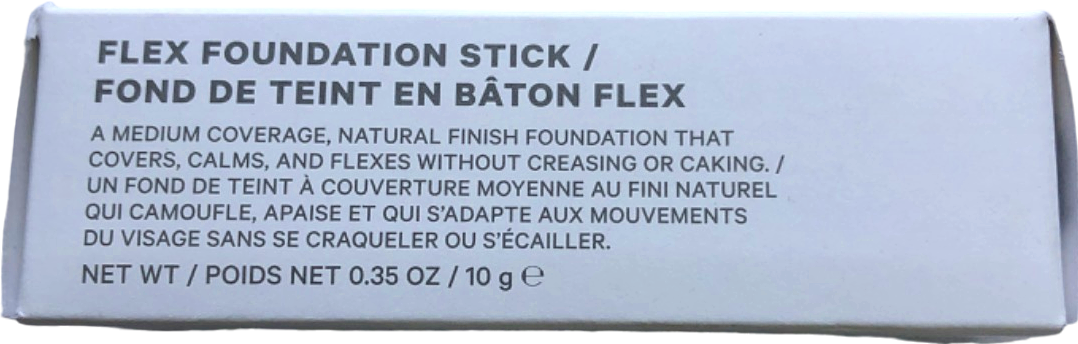 FLEX FOUNDATION STICK /
FOND DE TEINT EN BÂTON FLEX
A MEDIUM COVERAGE, NATURAL FINISH FOUNDATION THAT
COVERS, CALMS, AND FLEXES WITHOUT CREASING OR CAKING. /
UN FOND DE TEINT À COUVERTURE MOYENNE AU FINI NATUREL
QUI CAMOUFLE, APAISE ET QUI S'ADAPTE AUX MOUVEMENTS
DU VISAGE SANS SE CRAQUELER OU S'ÉCAILLER.
NET WT / POIDS NET 0.35 OZ / 10 g ℮